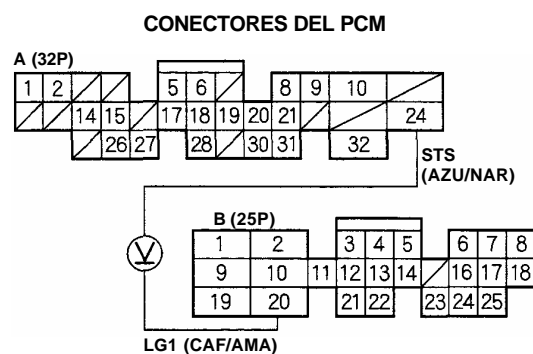 CONECTORES DEL PCM
A (32P)
1 2 5 6 8 9 10
14 15 17 18 19 20 21 24
26 27 28 30 31 32
STS
(AZU/NAR)
V
B (25P)
1 2 3 4 5 6 7 8
9 10 11 12 13 14 16 17 18
19 20 21 22 23 24 25
LG1 (CAF/AMA)